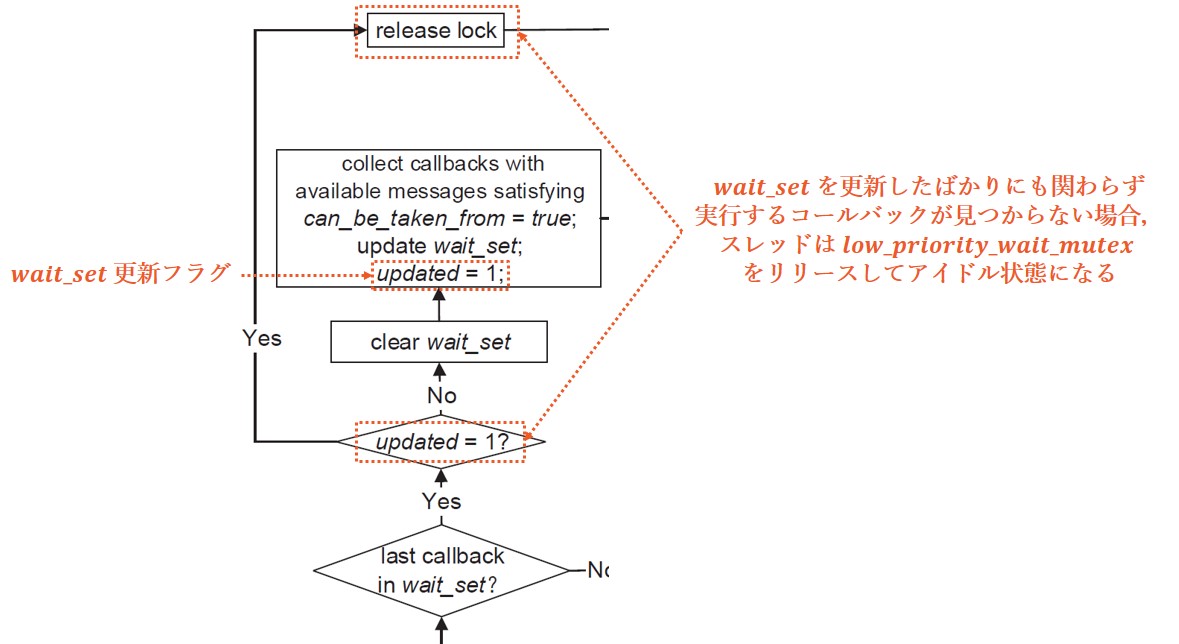 release lock
collect callbacks with
available messages satisfying
can_be_taken_from = true;
update wait_set;
updated = 1;
wait_set 更新フラグ
wait_set を更新したばかりにも関わらず
実行するコールバックが見つからない場合,
スレッドは low_priority_wait_mutex
をリリースしてアイドル状態になる
Yes
clear wait_set
No
updated = 1?
Yes
last callback
in wait_set?
No